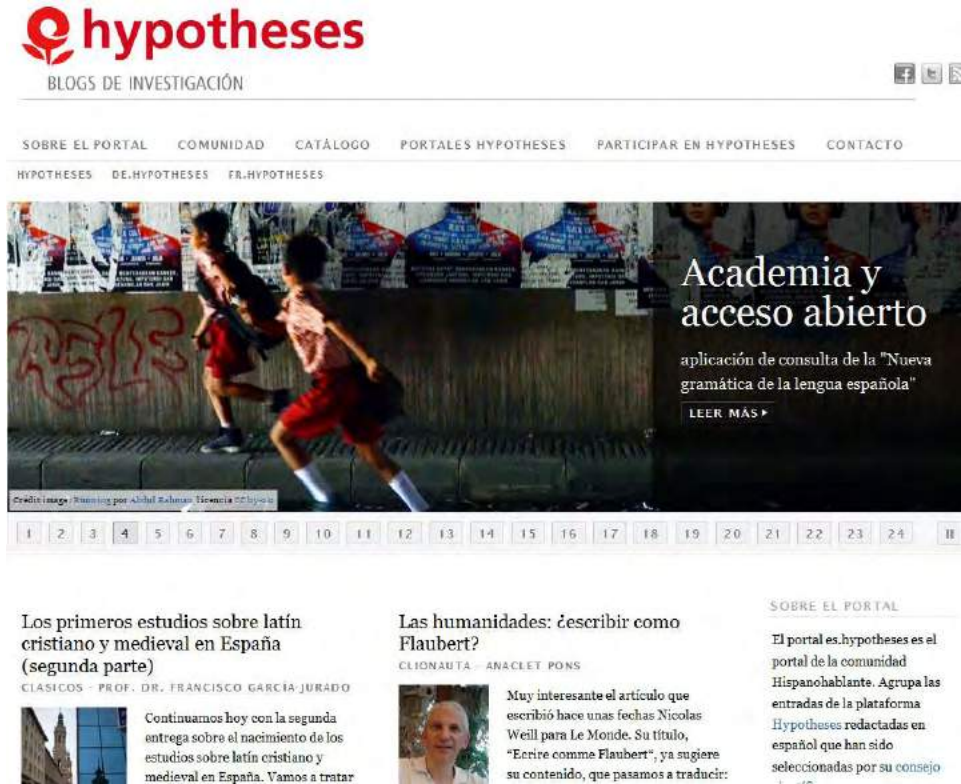 hypotheses
BLOGS DE INVESTIGACIÓN
SOBRE EL PORTAL COMUNIDAD CATÁLOGO PORTALES HYPOTHESES PARTICIPAR EN HYPOTHESES CONTACTO
HYPOTHESES DE.HYPOTHESES FR.HYPOTHESES
Academia y
acceso abierto
aplicación de consulta de la "Nueva
gramática de la lengua española"
LEER MÁS
Crédit image: Running por Abdul Rahman licencia CC
1 2 3 4 5 6 7 8 9 10 11 12 13 14 15 16 17 18 19 20 21 22 23 24
Los primeros estudios sobre latín
cristiano y medieval en España
(segunda parte)
CLASICOS - PROF. DR. FRANCISCO GARCÍA-JURADO
Continuamos hoy con la segunda
entrega sobre el nacimiento de los
estudios sobre latín cristiano y
medieval en España. Vamos a tratar
Las humanidades: ¿escribir como
Flaubert?
CLIONAUTA - ANACLET PONS
Muy interesante el artículo que
escribió hace unas fechas Nicolas
Weill para Le Monde. Su título,
"Ecrire comme Flaubert", ya sugiere
su contenido, que pasamos a traducir:
SOBRE EL PORTAL
El portal es.hypotheses es el
portal de la comunidad
Hispanohablante. Agrupa las
entradas de la plataforma
Hypotheses redactadas en
español que han sido
seleccionadas por su consejo